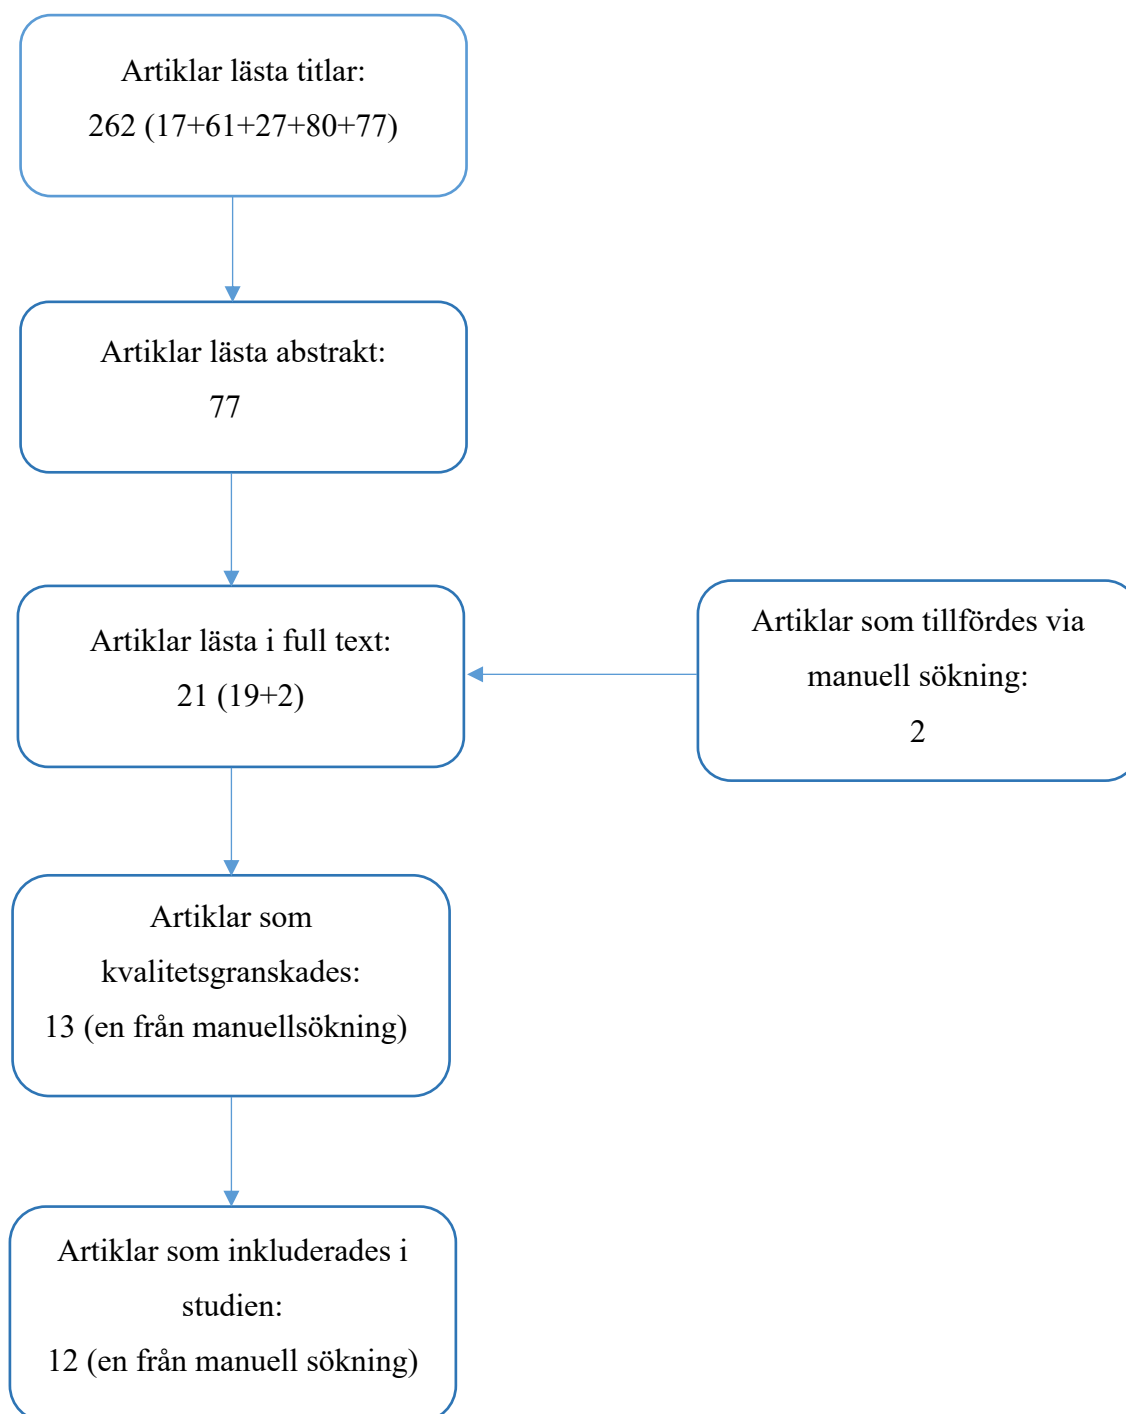 Artiklar lästa titlar:
262 (17+61+27+80+77)
Artiklar lästa abstrakt:
77
Artiklar lästa i full text:
21 (19+2)
Artiklar som tillfördes via
manuell sökning:
2
Artiklar som
kvalitetsgranskades:
13 (en från manuellsökning)
Artiklar som inkluderades i
studien:
12 (en från manuell sökning)